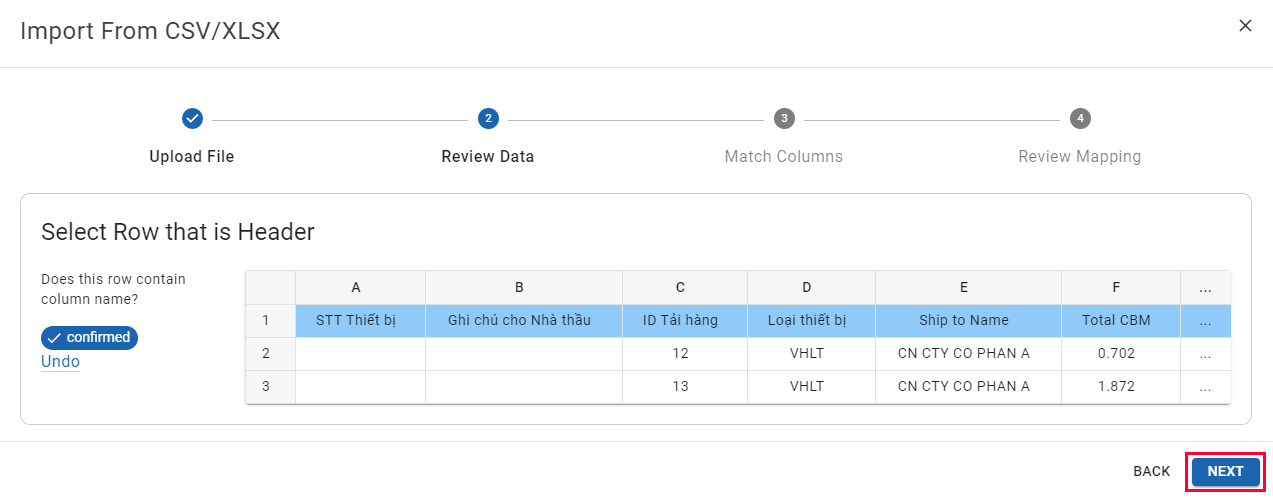 Import From CSV/XLSX
2 3 4
Upload File Review Data Match Columns Review Mapping
Select Row that is Header
Does this row contain
column name?
confirmed
Undo
A B C D E F ...
1 STT Thiết bị Ghi chú cho Nhà thầu ID Tải hàng Loại thiết bị Ship to Name Total CBM ...
2 12 VHLT CN CTY CO PHAN A 0.702 ...
3 13 VHLT CN CTY CO PHAN A 1.872 ...
BACK NEXT